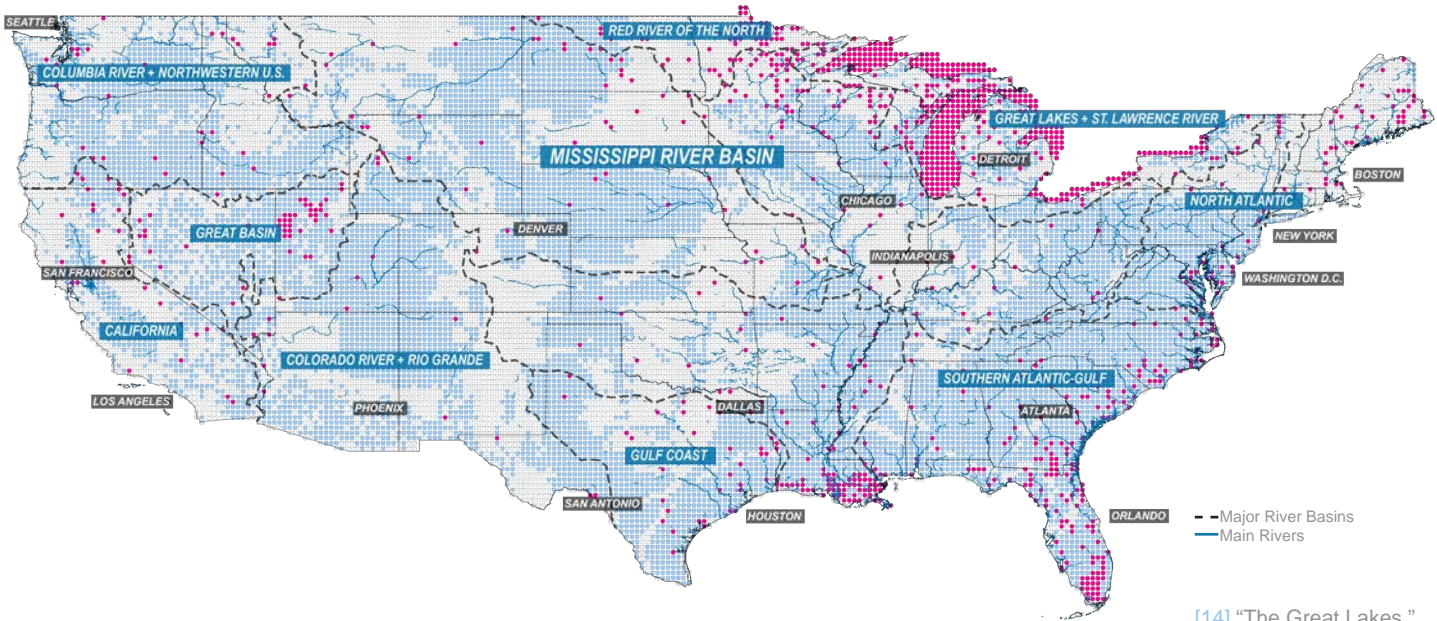 SEATTLE
RED RIVER OF THE NORTH
COLUMBIA RIVER + NORTHWESTERN U.S.
GREAT LAKES + ST. LAWRENCE RIVER
MISSISSIPPI RIVER BASIN
DETROIT
BOSTON
CHICAGO
NORTH ATLANTIC
GREAT BASIN
DENVER
NEW YORK
INDIANAPOLIS
SAN FRANCISCO
WASHINGTON D.C.
CALIFORNIA
COLORADO RIVER + RIO GRANDE
SOUTHERN ATLANTIC-GULF
LOS ANGELES
PHOENIX
DALLAS
ATLANTA
GULF COAST
SAN ANTONIO
HOUSTON
ORLANDO
Major River Basins
Main Rivers
[14] “The Great Lakes,”